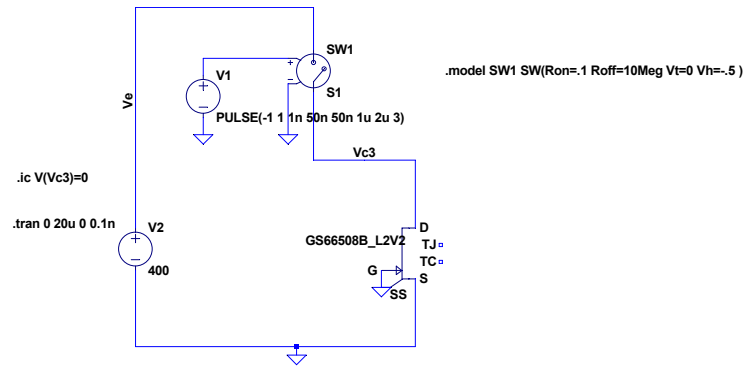 SW1
.model SW1 SW(Ron=.1 Roff=10Meg Vt=0 Vh=-.5 )
V1
S1
Ve
PULSE(-1 1 1n 50n 50n 1u 2u 3)
Vc3
.ic V(Vc3)=0
.tran 0 20u 0 0.1n
V2
D
GS66508B_L2V2
TJ
TC
400
G
S
SS